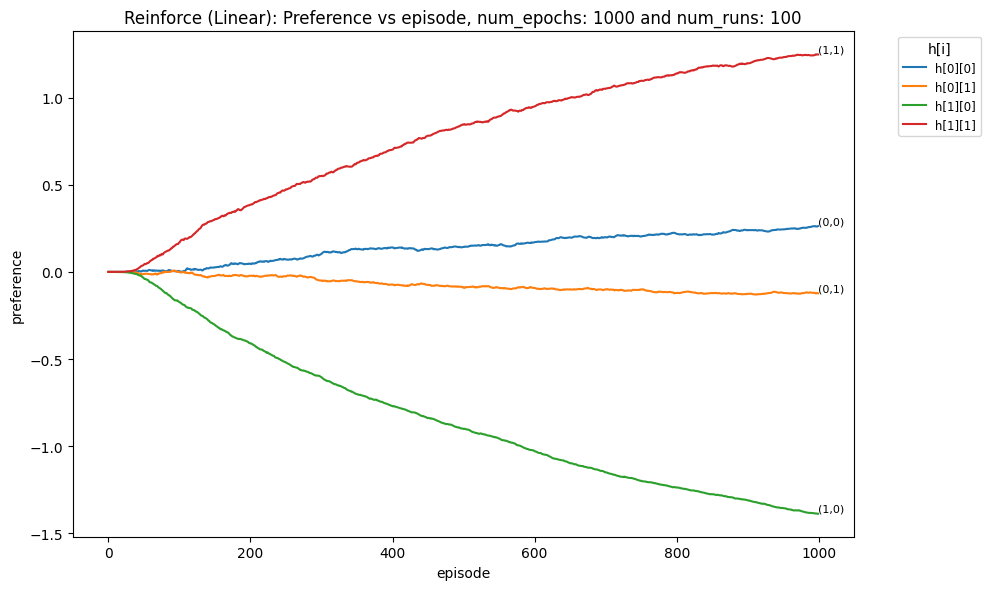 Reinforce (Linear): Preference vs episode, num_epochs: 1000 and num_runs: 100
preference
1.0
0.5
0.0
−0.5
−1.0
−1.5
(1,1)
(0,0)
(0,1)
(1,0)
0
200
400
600
800
1000
episode
h[i]
h[0][0]
h[0][1]
h[1][0]
h[1][1]